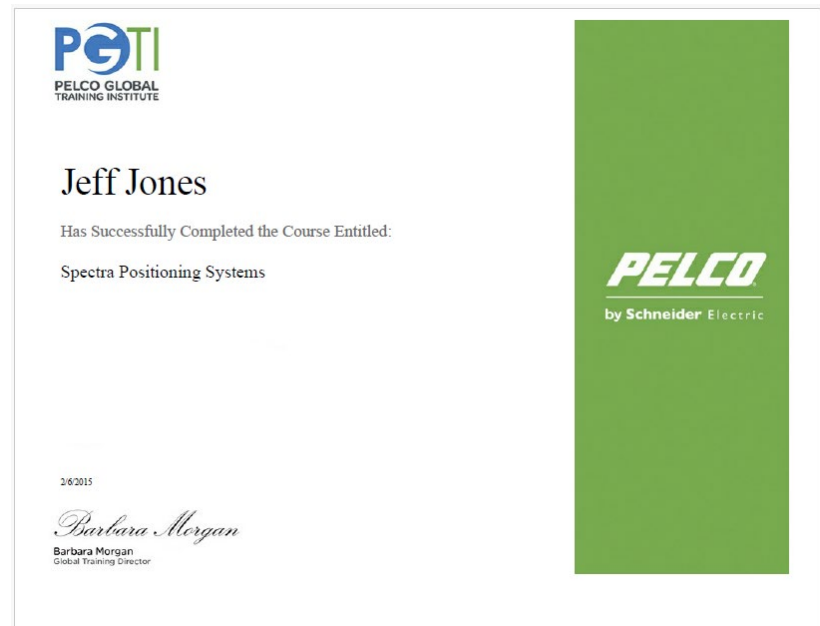 PGTI
PELCO GLOBAL
TRAINING INSTITUTE
Jeff Jones
Has Successfully Completed the Course Entitled:
Spectra Positioning Systems
PELCO
by Schneider Electric
2/6/2015
Barbara Morgan
Barbara Morgan
Global Training Director